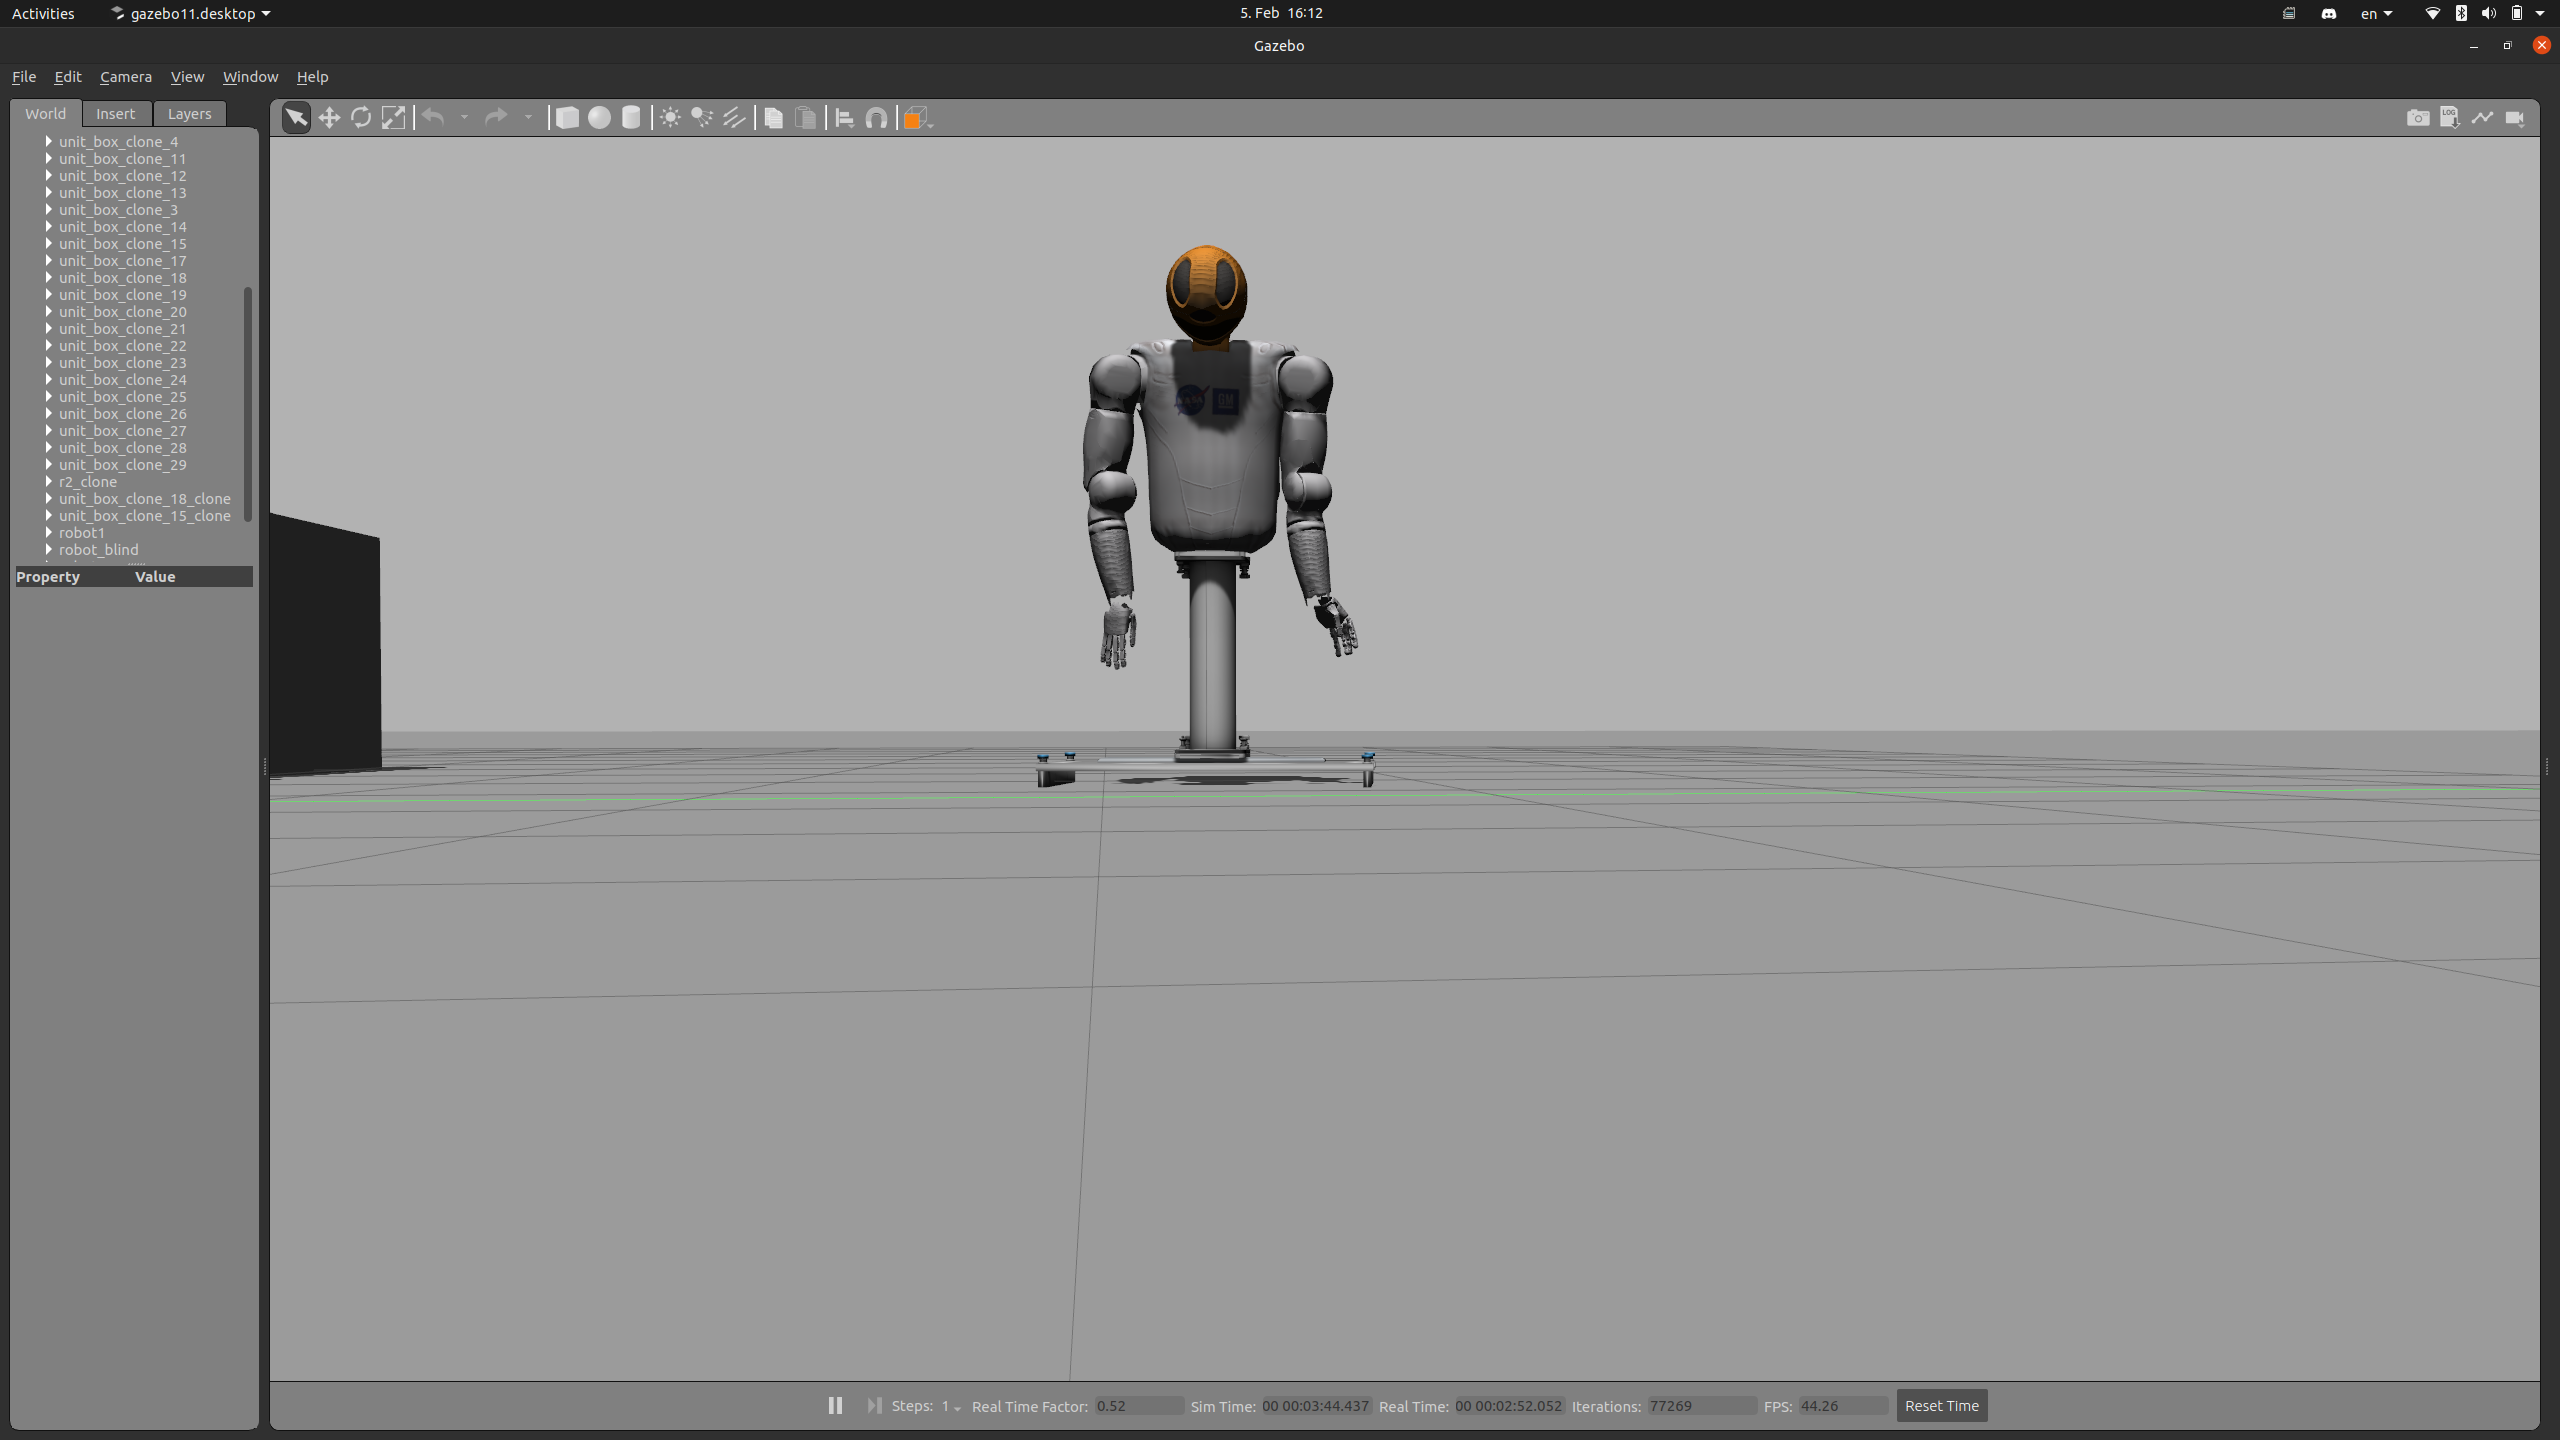 Activities gazebo11.desktop 5. Feb 16:12 en
Gazebo
File Edit Camera View Window Help
World Insert Layers
LOG
unit_box_clone_4
unit_box_clone_11
unit_box_clone_12
unit_box_clone_13
unit_box_clone_3
unit_box_clone_14
unit_box_clone_15
unit_box_clone_17
unit_box_clone_18
unit_box_clone_19
unit_box_clone_20
unit_box_clone_21
unit_box_clone_22
unit_box_clone_23
unit_box_clone_24
unit_box_clone_25
unit_box_clone_26
unit_box_clone_27
unit_box_clone_28
unit_box_clone_29
r2_clone
unit_box_clone_18_clone
unit_box_clone_15_clone
robot1
robot_blind
Property Value
NASA GM
Steps: 1 Real Time Factor: 0.52 Sim Time: 00 00:03:44.437 Real Time: 00 00:02:52.052 Iterations: 77269 FPS: 44.26 Reset Time